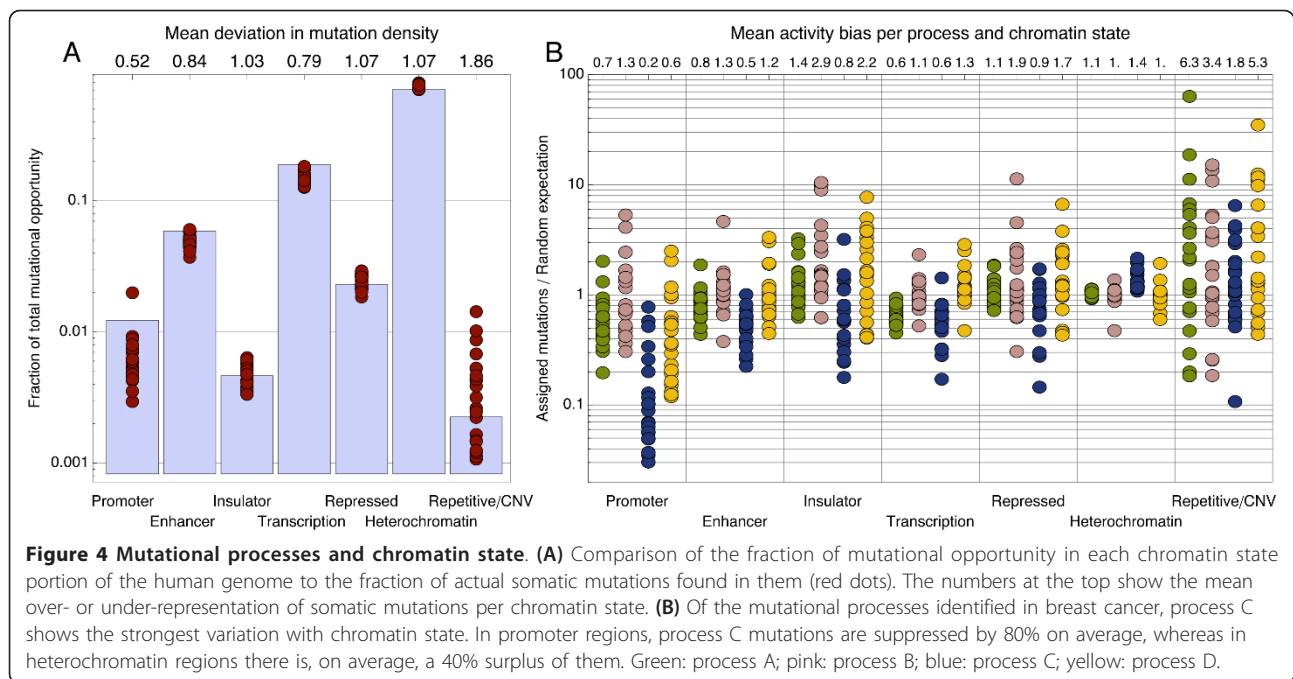 A
Mean deviation in mutation density
0.52 0.84 1.03 0.79 1.07 1.07 1.86
Fraction of total mutational opportunity
0.1
0.01
0.001
Promoter Insulator Repressed Repetitive/CNV
Enhancer Transcription Heterochromatin
B
Mean activity bias per process and chromatin state
0.7 1.3 0.2 0.6 0.8 1.3 0.5 1.2 1.4 2.9 0.8 2.2 0.6 1.1 0.6 1.3 1.1 1.9 0.9 1.7 1.1 1. 1.4 1. 6.3 3.4 1.8 5.3
Assigned mutations / Random expectation
100
10
1
0.1
Promoter Insulator Repressed Repetitive/CNV
Enhancer Transcription Heterochromatin
Figure 4 Mutational processes and chromatin state. (A) Comparison of the fraction of mutational opportunity in each chromatin state
portion of the human genome to the fraction of actual somatic mutations found in them (red dots). The numbers at the top show the mean
over- or under-representation of somatic mutations per chromatin state. (B) Of the mutational processes identified in breast cancer, process C
shows the strongest variation with chromatin state. In promoter regions, process C mutations are suppressed by 80% on average, whereas in
heterochromatin regions there is, on average, a 40% surplus of them. Green: process A; pink: process B; blue: process C; yellow: process D.